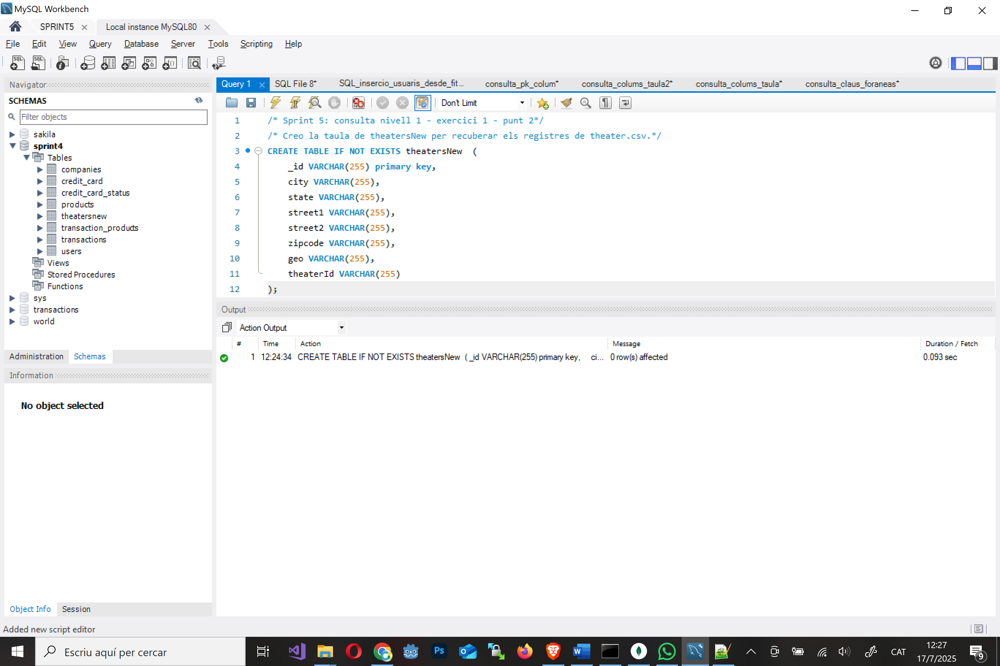 MySQL Workbench
SPRINT5
Local instance MySQL80
File Edit View Query Database Server Tools Scripting Help
Navigator
SCHEMAS
Filter objects
sakila
sprint4
Tables
companies
credit_card
credit_card_status
products
theatersnew
transaction_products
transactions
users
Views
Stored Procedures
Functions
sys
transactions
world
Administration Schemas
Information
No object selected
Object Info Session
Query 1 SQL File 8* SQL_insercio_usuaris_desde_fit... consulta_pk_colum* consulta_colums_taula2* consulta_colums_taula* consulta_claus_foraneas*
Don't Limit
1 /* Sprint 5: consulta nivell 1 - exercici 1 - punt 2*/
2 /* Creo la taula de theatersNew per recuberar els registres de theater.csv.*/
3 CREATE TABLE IF NOT EXISTS theatersNew (
4 _id VARCHAR(255) primary key,
5 city VARCHAR(255),
6 state VARCHAR(255),
7 street1 VARCHAR(255),
8 street2 VARCHAR(255),
9 zipcode VARCHAR(255),
10 geo VARCHAR(255),
11 theaterId VARCHAR(255)
12 );
Output
Action Output
# Time Action Message Duration / Fetch
1 12:24:34 CREATE TABLE IF NOT EXISTS theatersNew ( _id VARCHAR(255) primary key, ci... 0 row(s) affected 0.093 sec
Added new script editor
Escriu aquí per cercar
CAT
12:27
17/7/2025
9